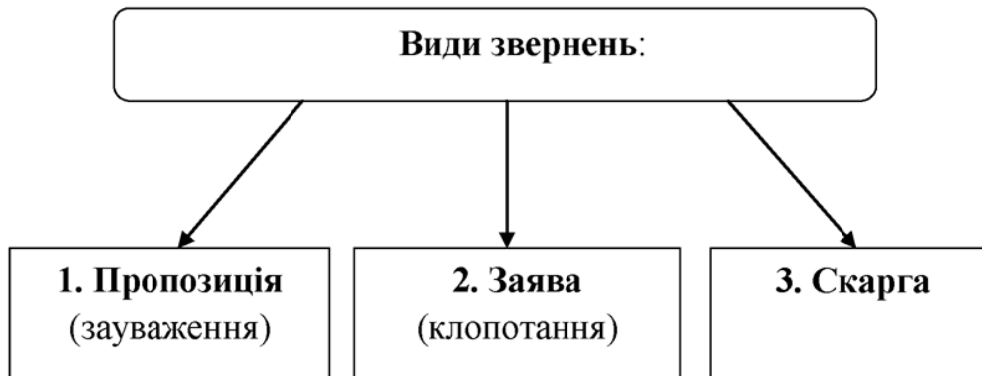 Види звернень:
1. Пропозиція
(зауваження)
2. Заява
(клопотання)
3. Скарга